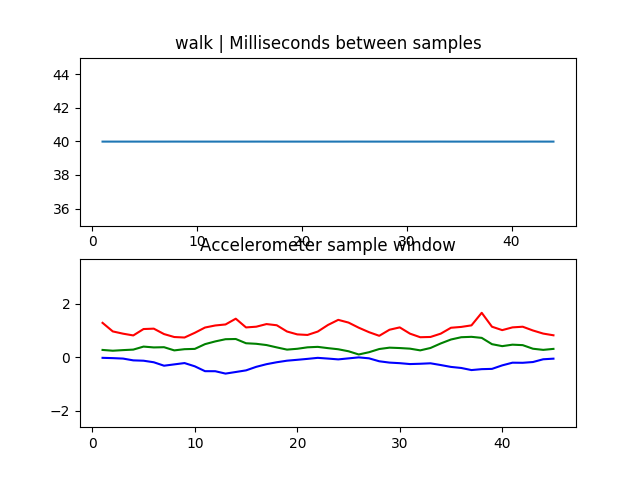 walk | Milliseconds between samples
44
42
40
38
36
0 10 20 30 40
Accelerometer sample window
2
0
−2
0 10 20 30 40